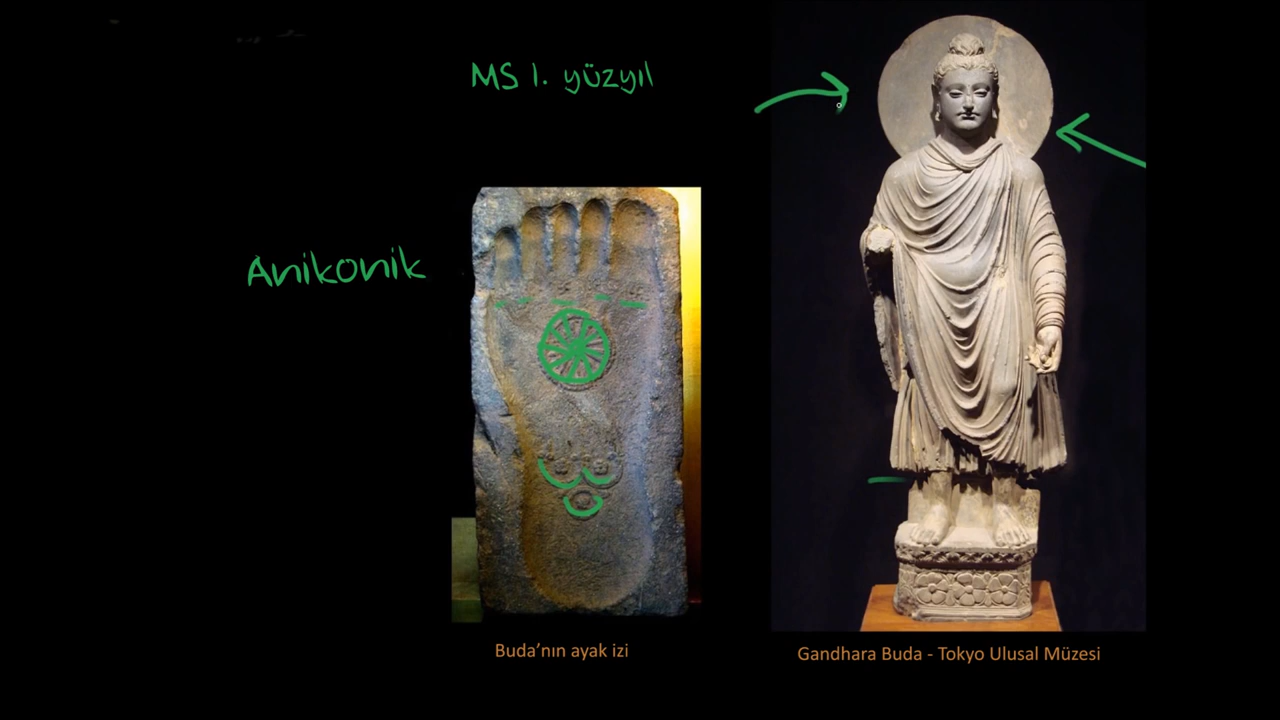 MS 1. yüzyıl
Anikonik
Buda’nın ayak izi
Gandhara Buda - Tokyo Ulusal Müzesi